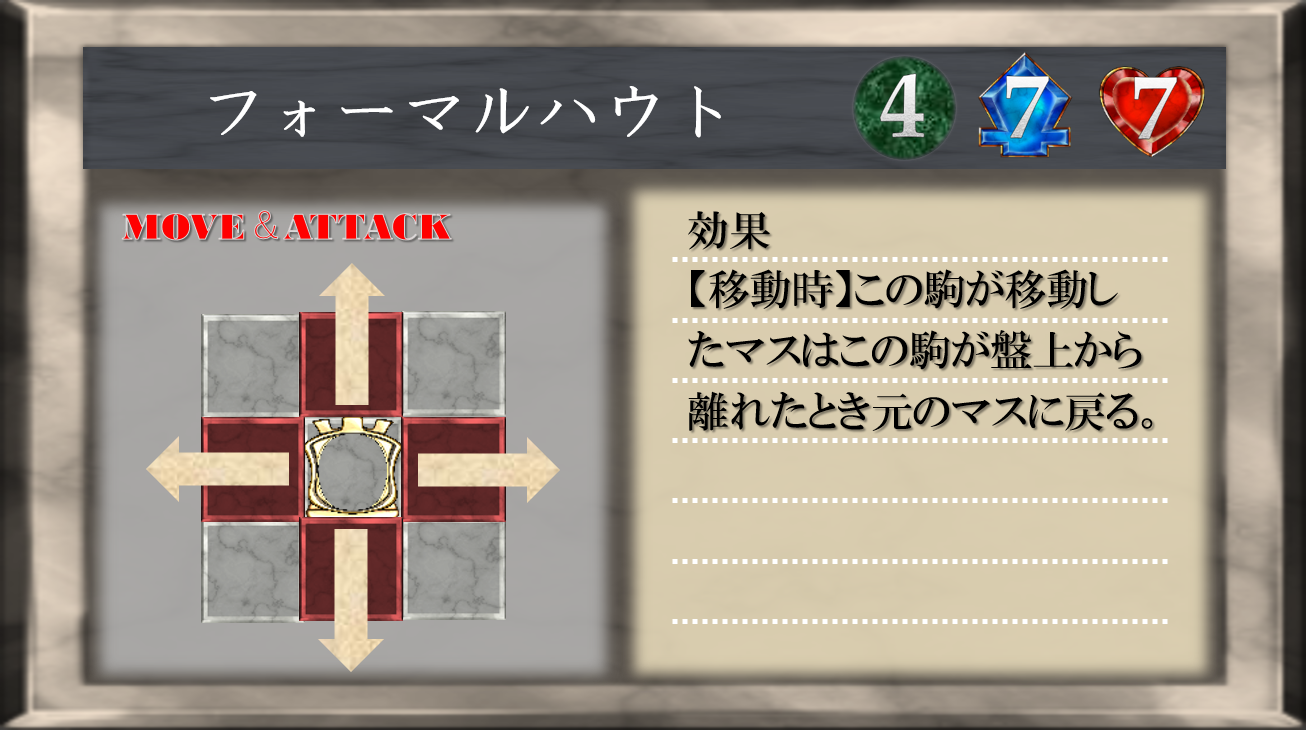 フォーマルハウト
4 7 7
MOVE & ATTACK
効果
【移動時】この駒が移動し
たマスはこの駒が盤上から
離れたとき元のマスに戻る。